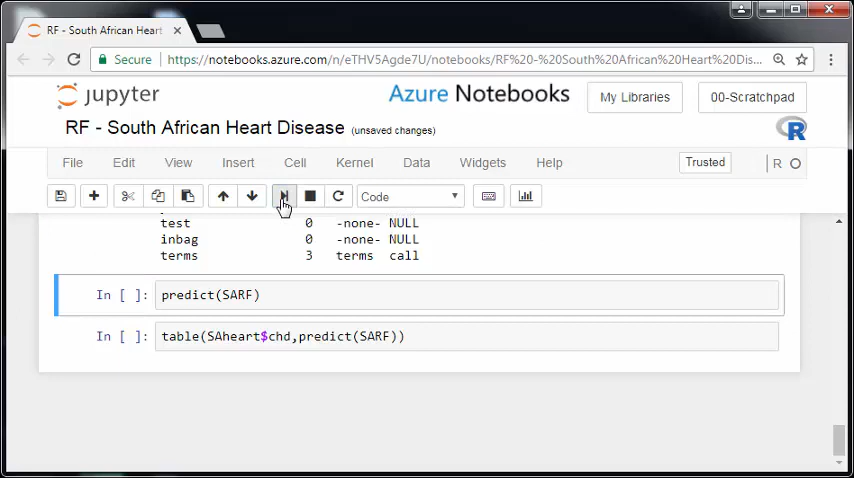 RF - South African Heart
Secure https://notebooks.azure.com/n/eTHV5Agde7U/notebooks/RF%20-%20South%20African%20Heart%20Dis...
jupyter Azure Notebooks My Libraries 00-Scratchpad
RF - South African Heart Disease (unsaved changes) R
File Edit View Insert Cell Kernel Data Widgets Help Trusted R
Code
test 0 -none- NULL
inbag 0 -none- NULL
terms 3 terms call
In [ ]: predict(SARF)
In [ ]: table(SAheart$chd,predict(SARF))